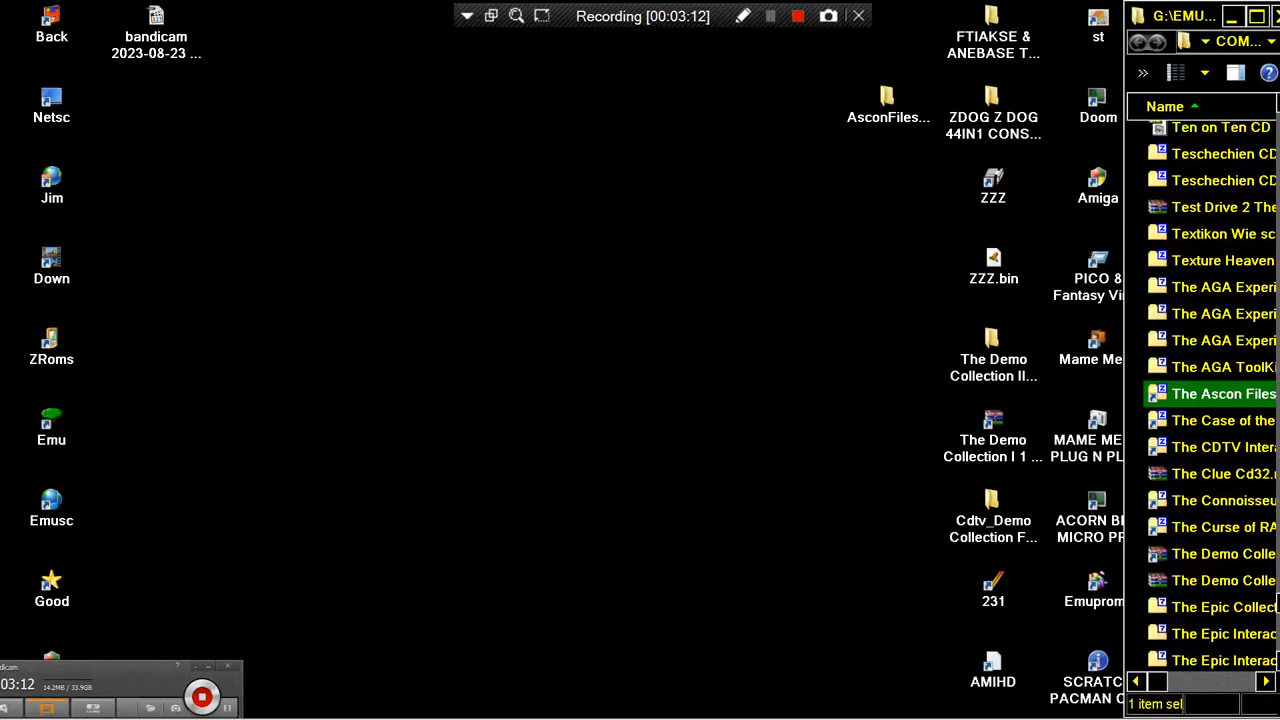 Recording [00:03:12]
Back
bandicam
2023-08-23 ...
Netsc
Jim
Down
ZRoms
Emu
Emusc
Good
dicam
03:12
14.2MB / 33.9GB
AsconFiles...
FTIAKSE &
ANEBASE T...
ZDOG Z DOG
44IN1 CONS...
ZZZ
ZZZ.bin
The Demo
Collection II...
The Demo
Collection I 1 ...
Cdtv_Demo
Collection F...
231
AMIHD
st
Doom
Amiga
PICO 8
Fantasy Vi
Mame Me
MAME ME
PLUG N PL
ACORN B
MICRO PR
Emuprom
SCRATC
PACMAN C
G:\EMU...
COM...
Name
Ten on Ten CD
Teschechien CD
Teschechien CD
Test Drive 2 The
Textikon Wie sc
Texture Heaven
The AGA Experi
The AGA Experi
The AGA Experi
The AGA ToolKi
The Ascon Files
The Case of the
The CDTV Intera
The Clue Cd32.r
The Connoisseu
The Curse of RA
The Demo Colle
The Demo Colle
The Epic Collect
The Epic Interac
The Epic Interac
1 item sel